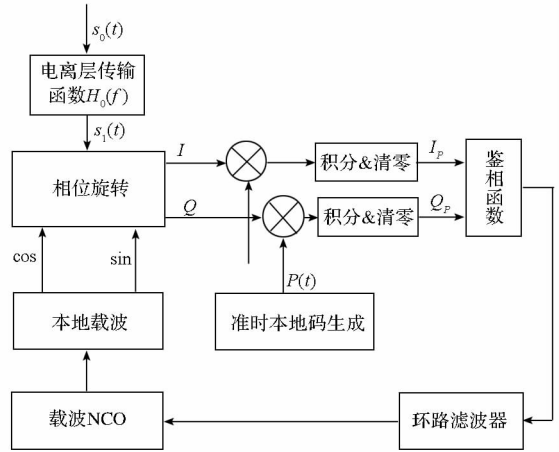 s₀(t)
电离层传输
函数H₀(f)
s₁(t)
相位旋转
I
Q
积分&清零
I_P
积分&清零
Q_P
鉴相函数
cos
sin
P(t)
本地载波
准时本地码生成
载波NCO
环路滤波器